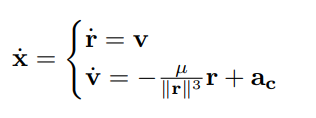 ẋ = { ṙ = v
v̇ = − μ/‖r‖³ r + a_c